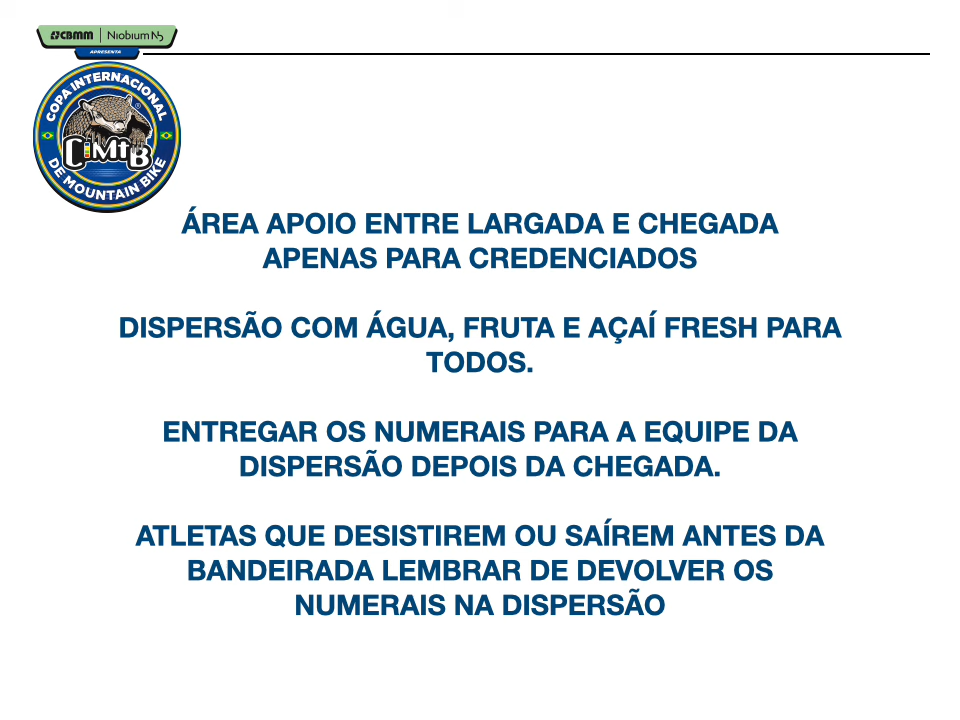 CBMM | Niobium N5
APRESENTA
COPA INTERNACIONAL
CiMTB
DE MOUNTAIN BIKE
ÁREA APOIO ENTRE LARGADA E CHEGADA
APENAS PARA CREDENCIADOS
DISPERSÃO COM ÁGUA, FRUTA E AÇAÍ FRESH PARA
TODOS.
ENTREGAR OS NUMERAIS PARA A EQUIPE DA
DISPERSÃO DEPOIS DA CHEGADA.
ATLETAS QUE DESISTIREM OU SAÍREM ANTES DA
BANDEIRADA LEMBRAR DE DEVOLVER OS
NUMERAIS NA DISPERSÃO